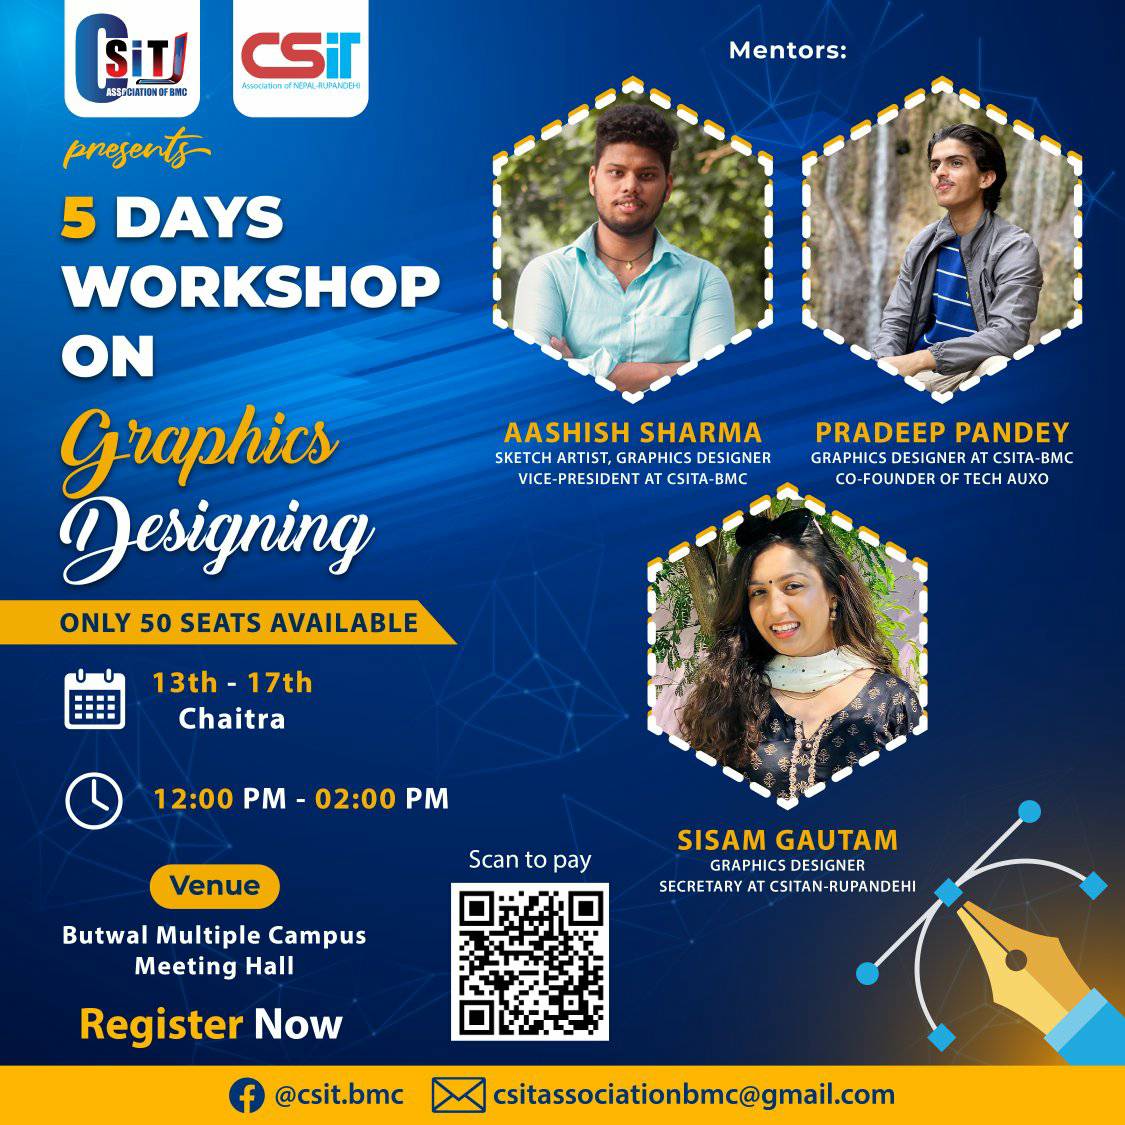 CSiT
ASSOCIATION OF BMC
CSiT
Association of NEPAL-RUPANDEHI
presents
5 DAYS
WORKSHOP
ON
Graphics
Designing
ONLY 50 SEATS AVAILABLE
13th - 17th
Chaitra
12:00 PM - 02:00 PM
Venue
Butwal Multiple Campus
Meeting Hall
Register Now
Scan to pay
Mentors:
AASHISH SHARMA
SKETCH ARTIST, GRAPHICS DESIGNER
VICE-PRESIDENT AT CSITA-BMC
PRADEEP PANDEY
GRAPHICS DESIGNER AT CSITA-BMC
CO-FOUNDER OF TECH AUXO
SISAM GAUTAM
GRAPHICS DESIGNER
SECRETARY AT CSITAN-RUPANDEHI
@csit.bmc
csitassociationbmc@gmail.com